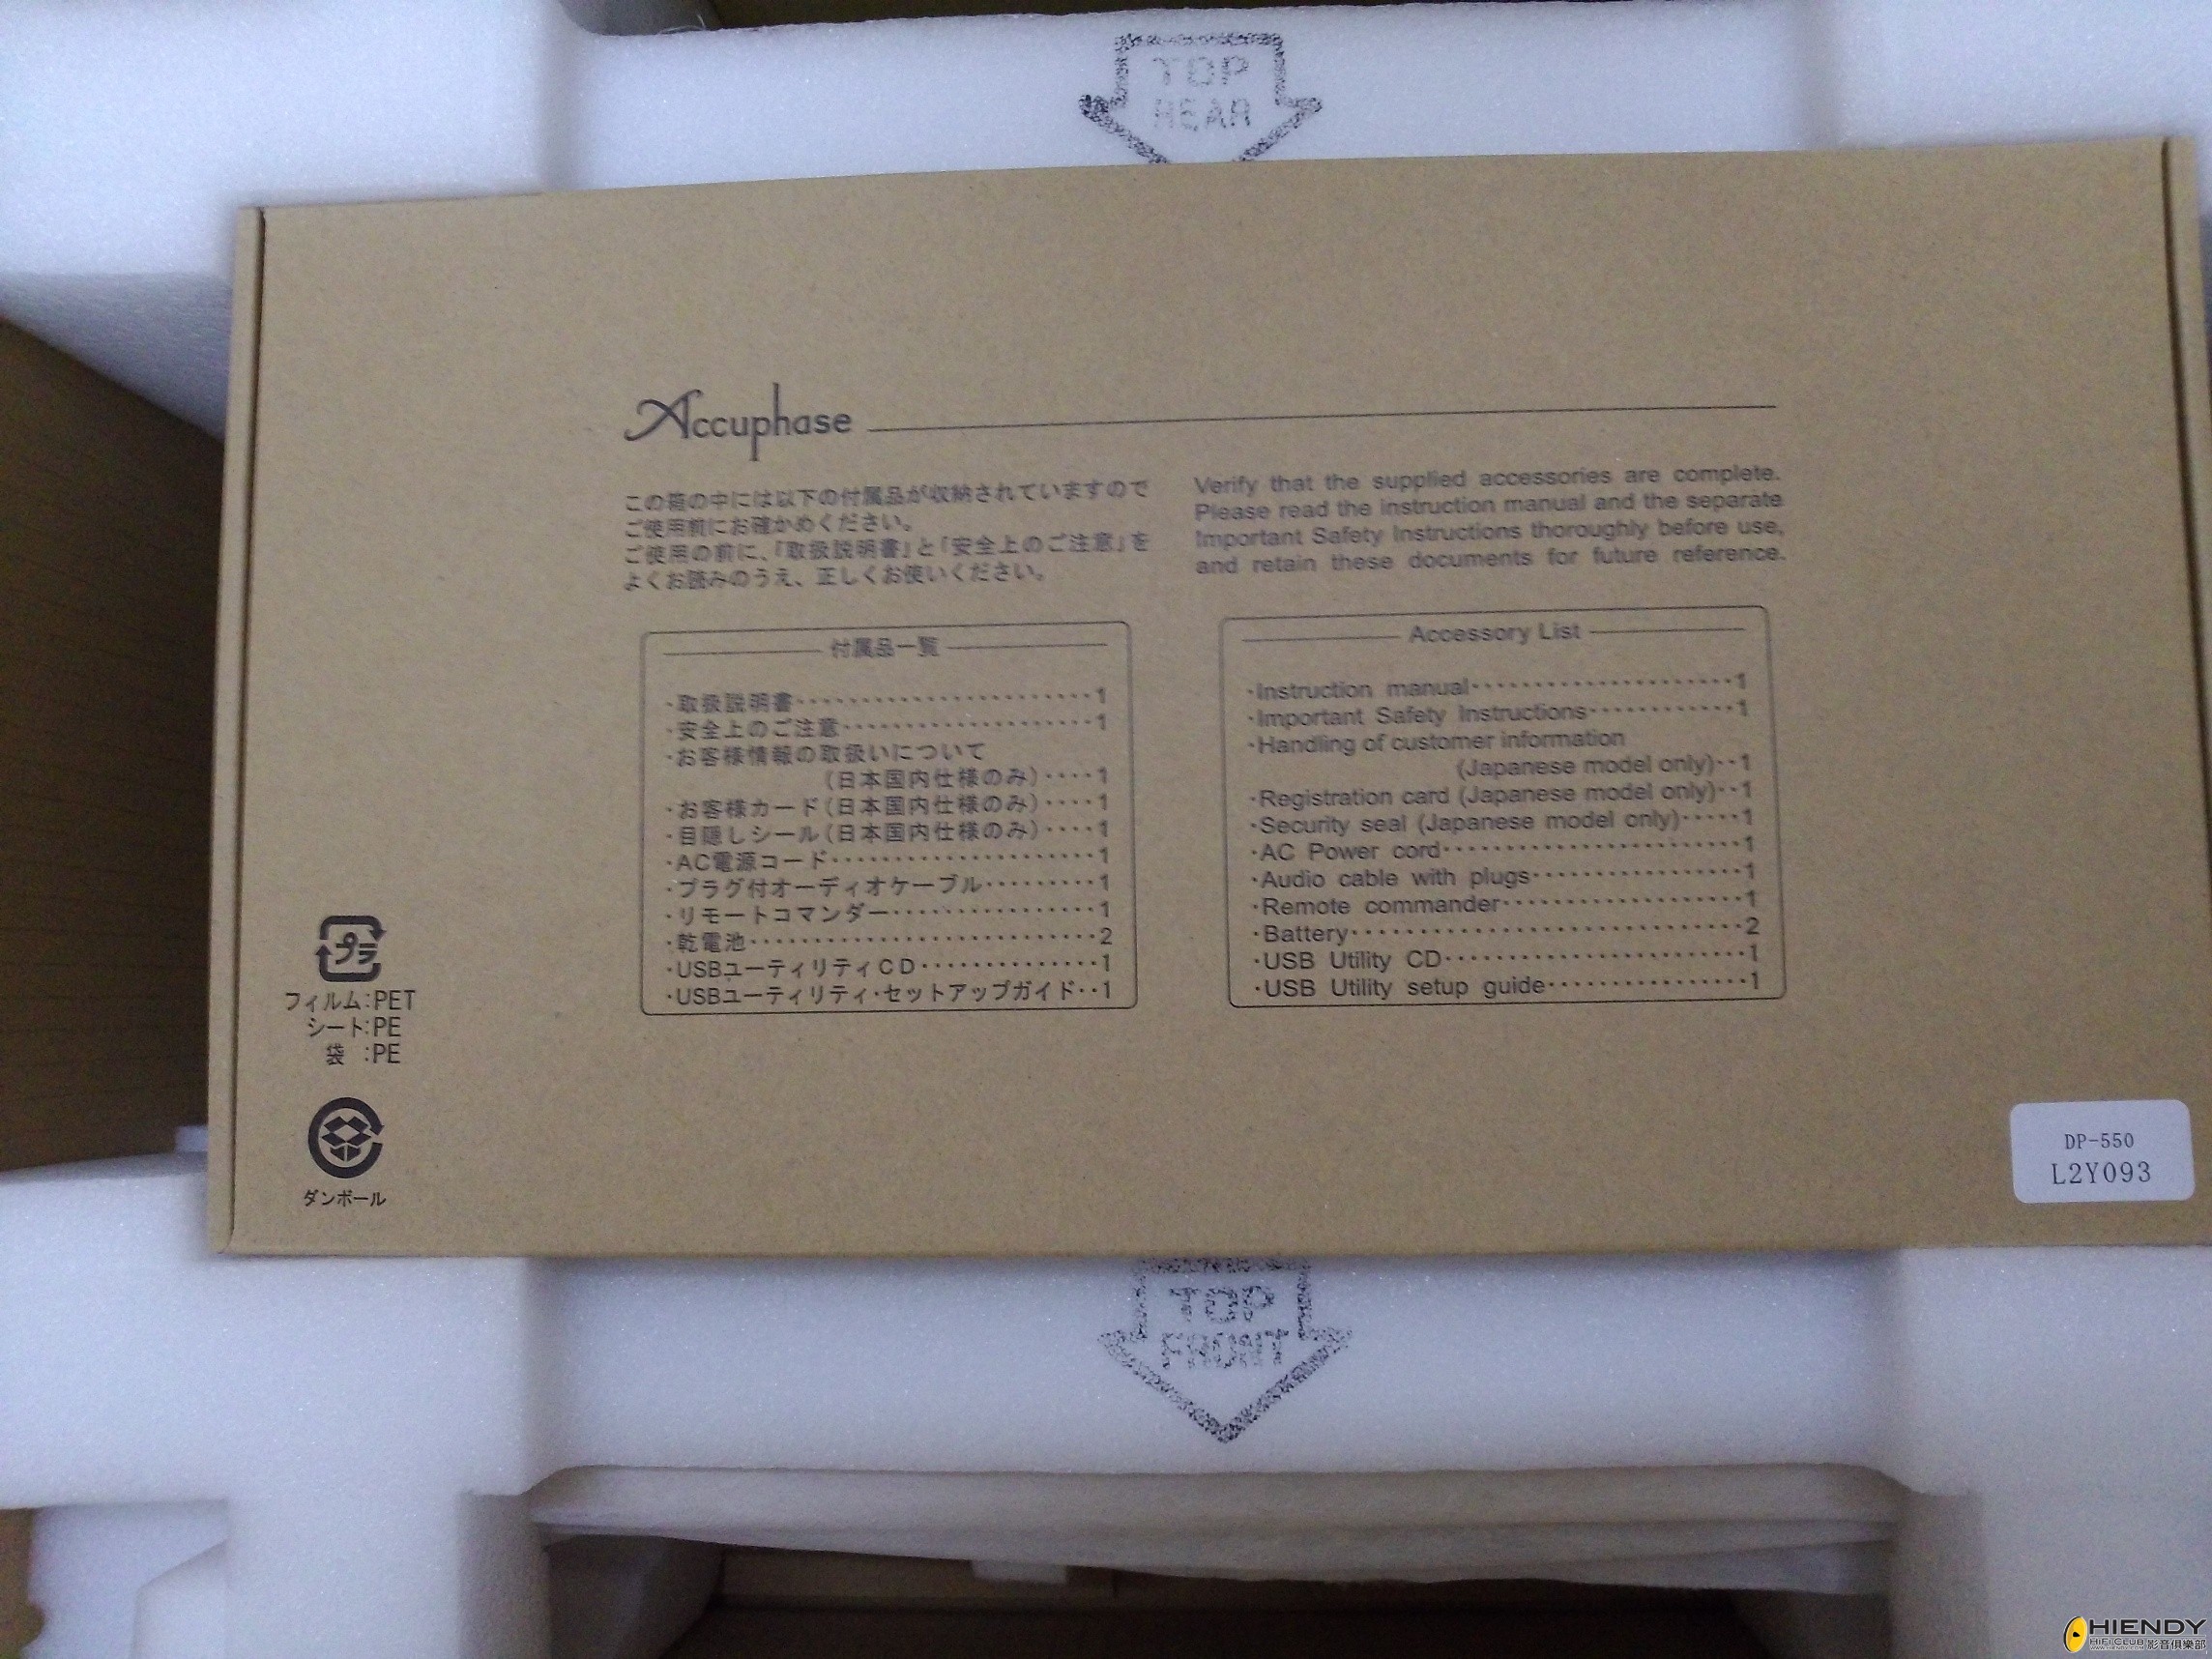 TOP
REAR
Accuphase
この箱の中には以下の付属品が収納されていますので
ご使用前にお確かめください。
ご使用の前に、「取扱説明書」と「安全上のご注意」を
よくお読みのうえ、正しくお使いください。
Verify that the supplied accessories are complete.
Please read the instruction manual and the separate
Important Safety Instructions thoroughly before use,
and retain these documents for future reference.
付属品一覧
・取扱説明書······················1
・安全上のご注意···················1
・お客様情報の取扱いについて
(日本国内仕様のみ)····1
・お客様カード(日本国内仕様のみ)····1
・目隠しシール(日本国内仕様のみ)····1
・AC電源コード····················1
・プラグ付オーディオケーブル·········1
・リモートコマンダー················1
・乾電池···························2
・USBユーティリティCD··············1
・USBユーティリティ・セットアップガイド··1
Accessory List
・Instruction manual·····················1
・Important Safety Instructions············1
・Handling of customer information
(Japanese model only)··1
・Registration card (Japanese model only)··1
・Security seal (Japanese model only)·····1
・AC Power cord························1
・Audio cable with plugs·················1
・Remote commander···················1
・Battery······························2
・USB Utility CD························1
・USB Utility setup guide················1
プラ
フィルム:PET
シート:PE
袋 :PE
ダンボール
DP-550
L2Y093
TOP
FRONT
HIENDY
HiFi CLUB 影音俱樂部